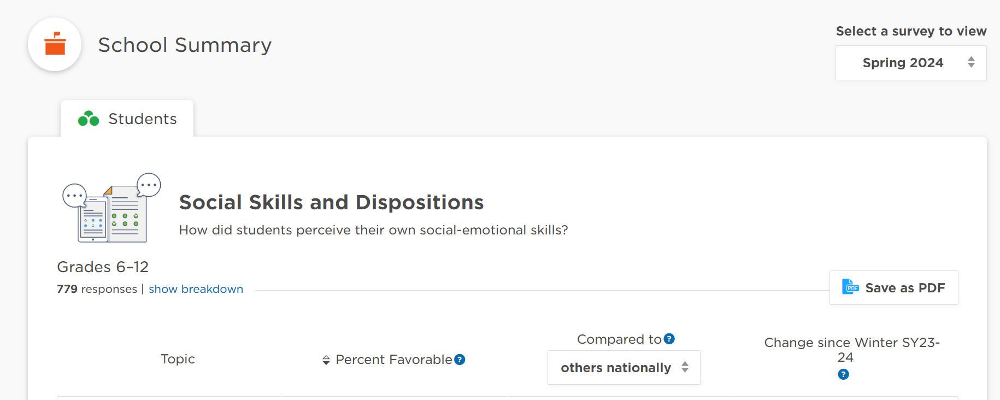 School Summary
Select a survey to view
Spring 2024
Students
Social Skills and Dispositions
How did students perceive their own social-emotional skills?
Grades 6–12
779 responses | show breakdown
PDF Save as PDF
Topic
Percent Favorable ?
Compared to ?
others nationally
Change since Winter SY23-
24
?